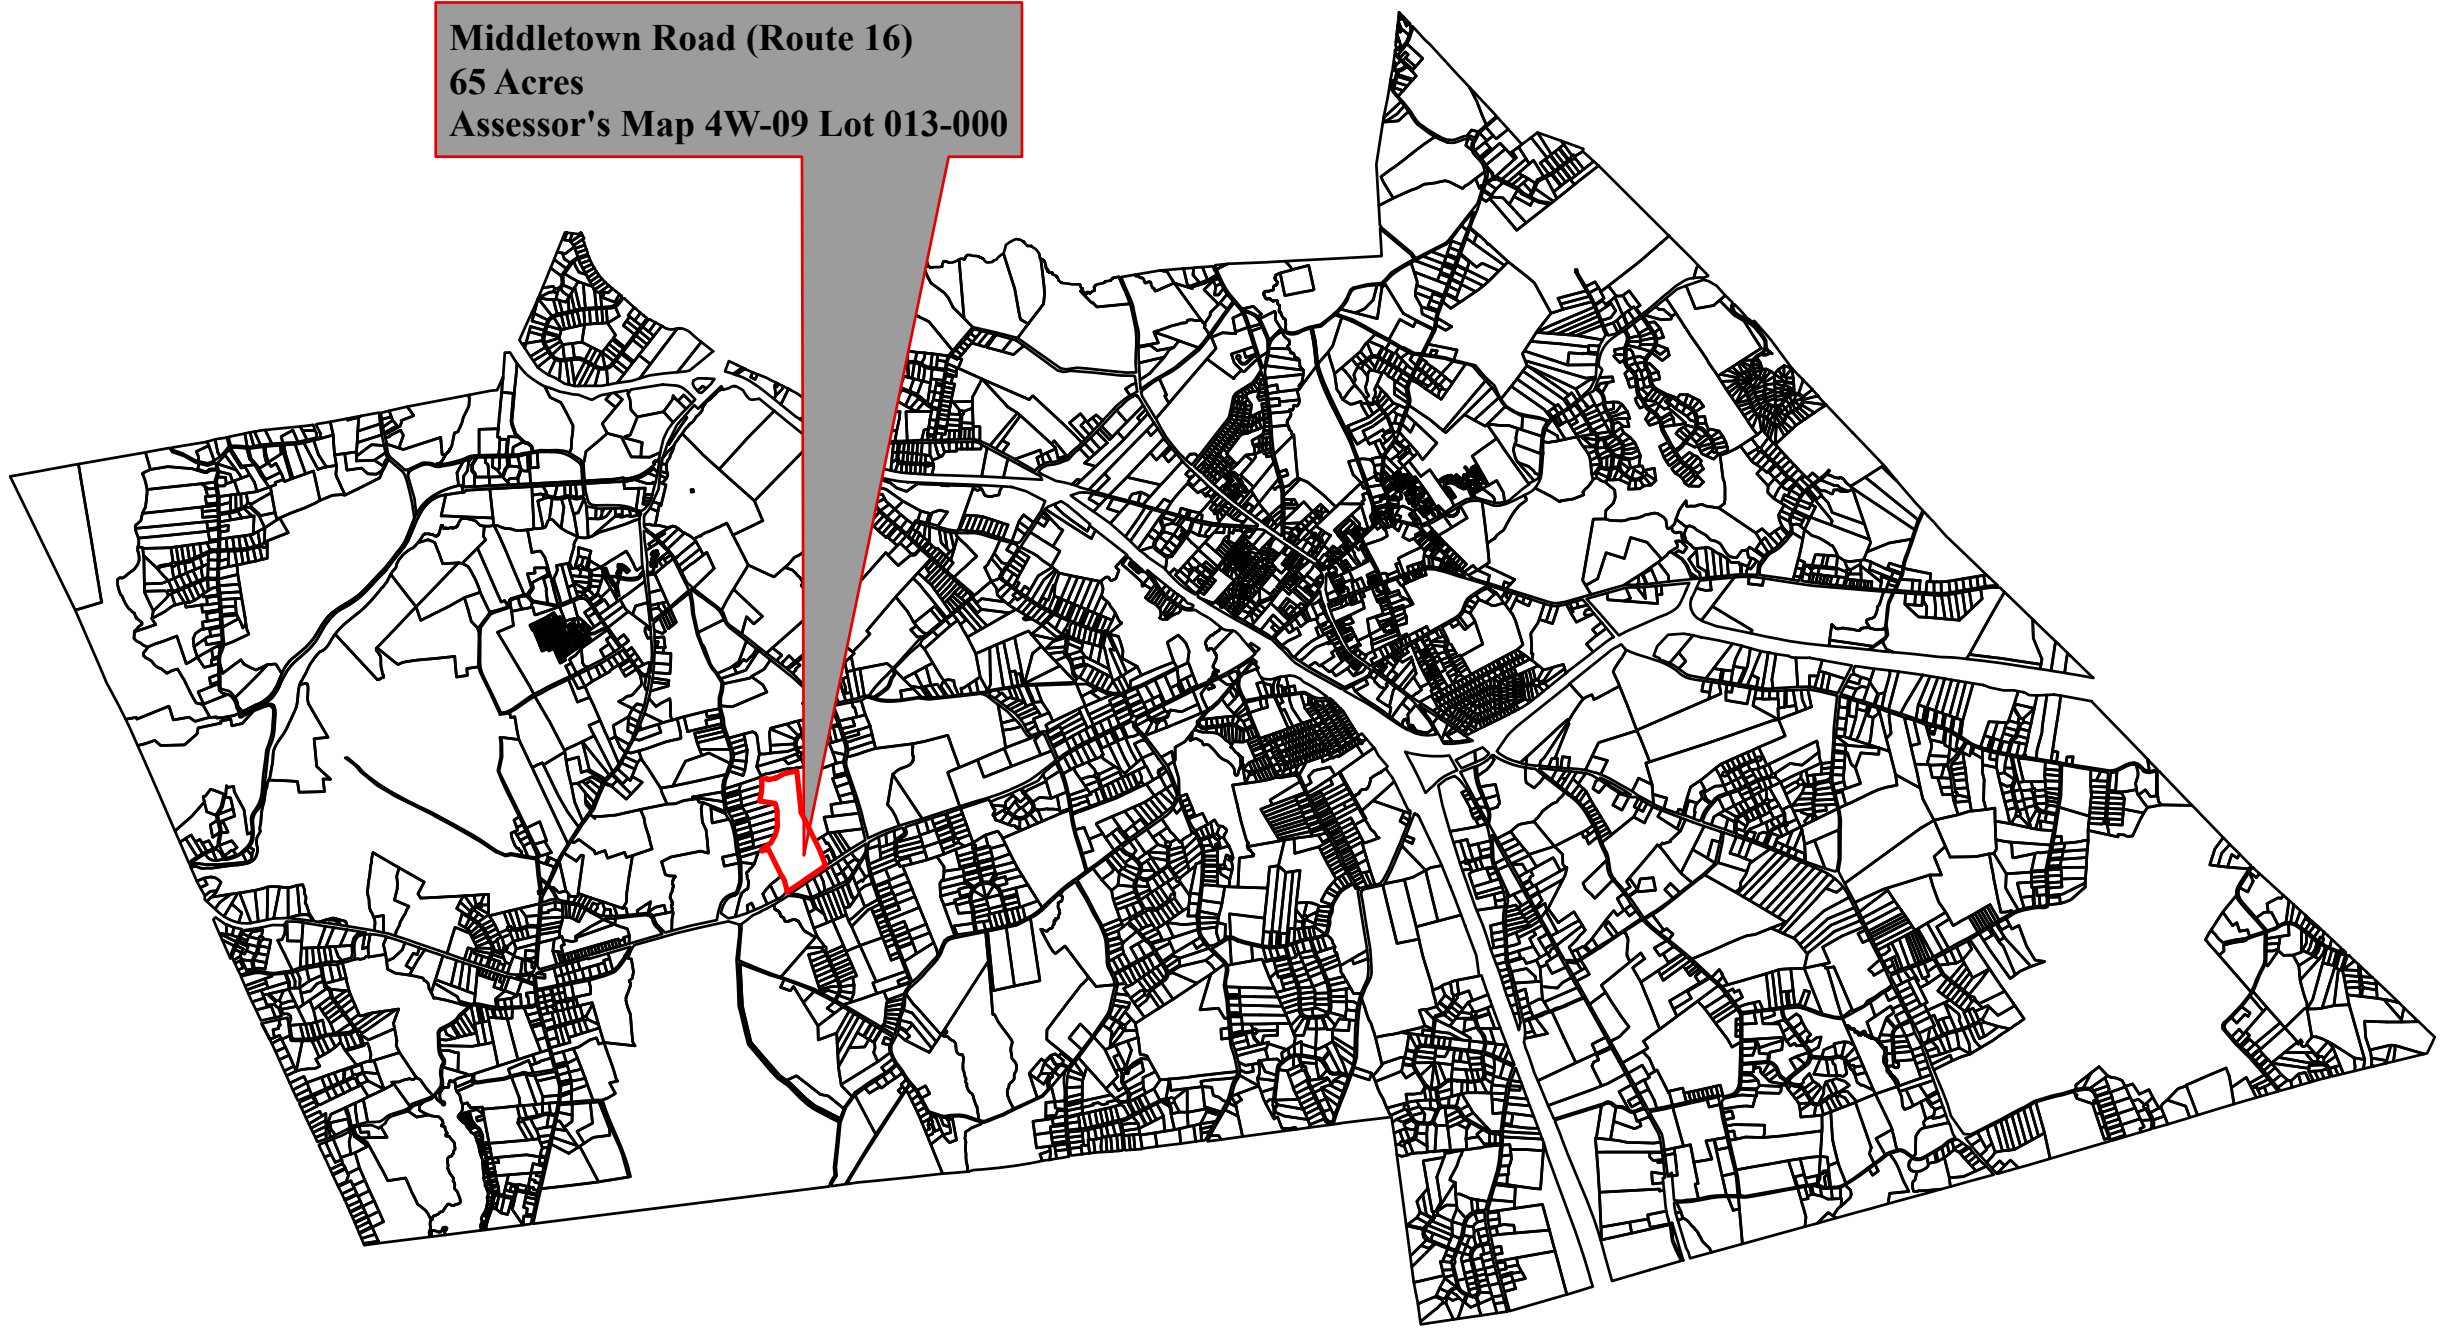 Middletown Road (Route 16)
65 Acres
Assessor's Map 4W-09 Lot 013-000